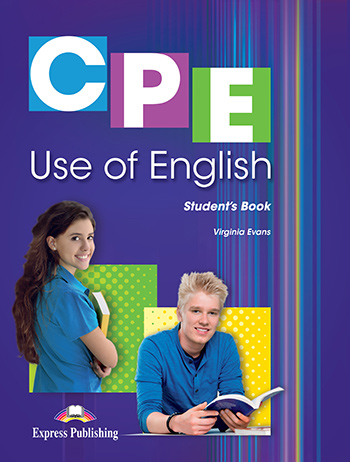 CPE
Use of English
Student's Book
Virginia Evans
Express Publishing